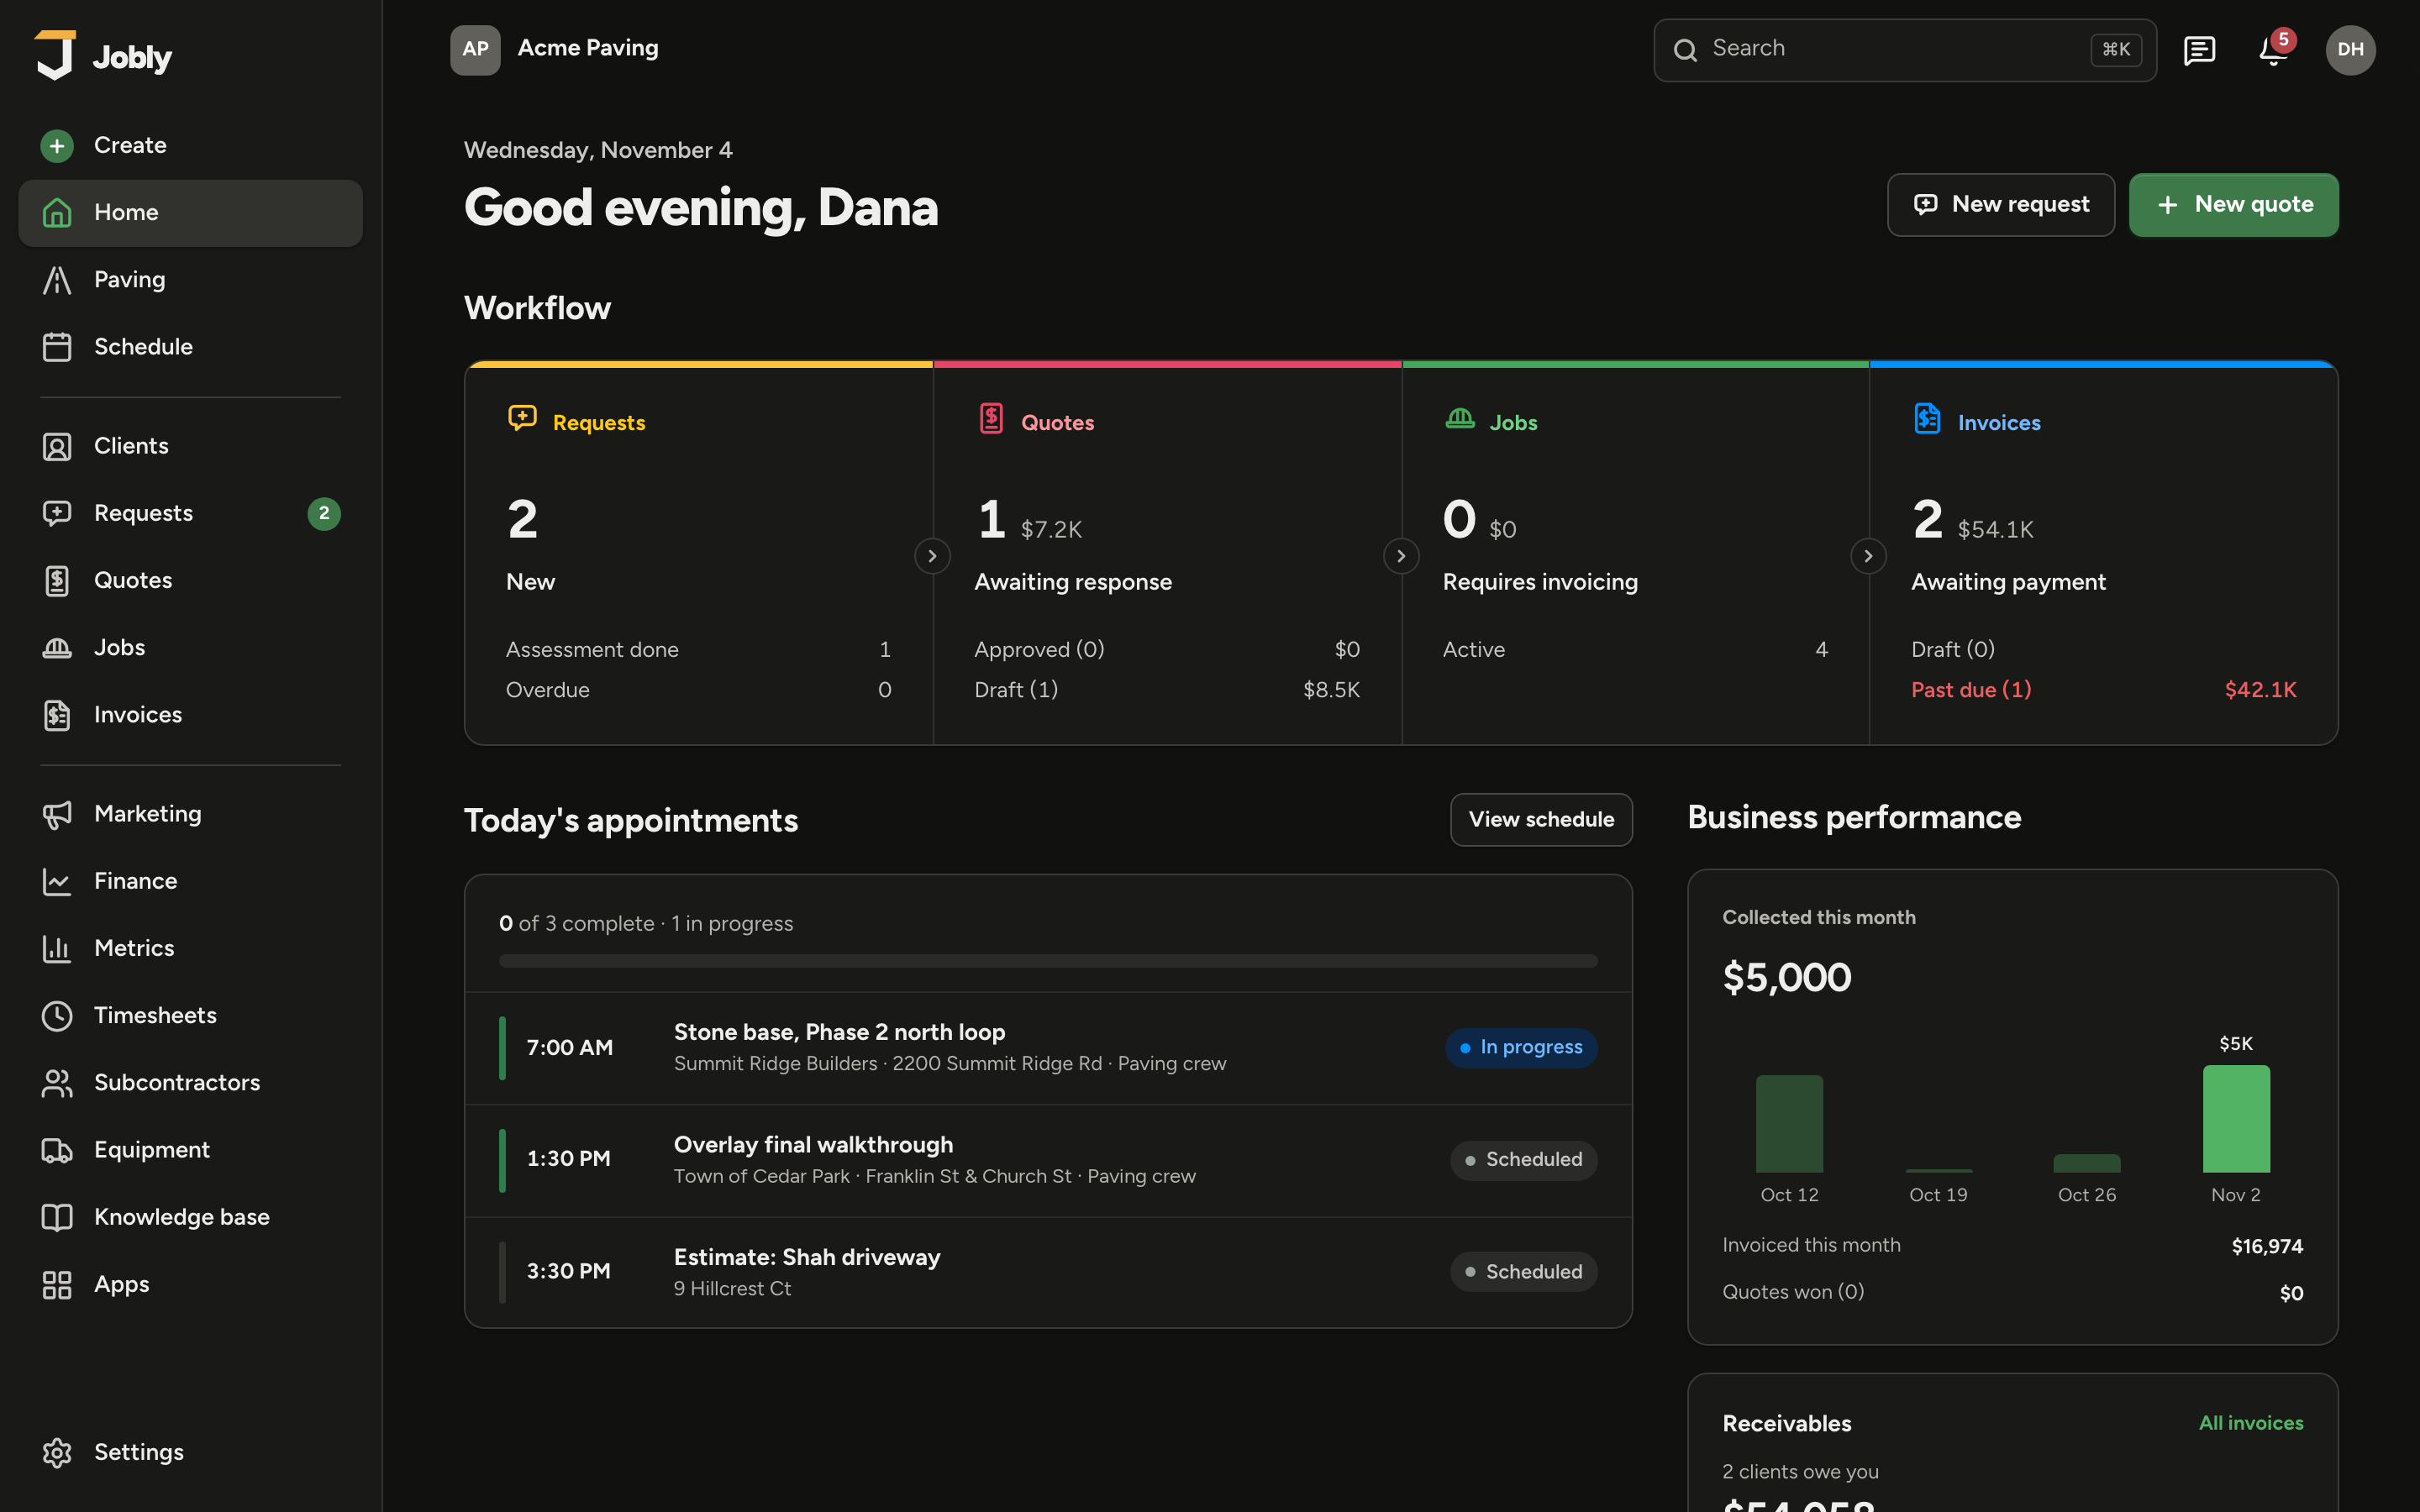 Jobly
Create
Home
Paving
Schedule
Clients
Requests 2
Quotes
Jobs
Invoices
Marketing
Finance
Metrics
Timesheets
Subcontractors
Equipment
Knowledge base
Apps
Settings
AP Acme Paving
Search ⌘K
5
DH
Wednesday, November 4
Good evening, Dana
New request
New quote
Workflow
Requests
2
New
Assessment done 1
Overdue 0
Quotes
1 $7.2K
Awaiting response
Approved (0) $0
Draft (1) $8.5K
Jobs
0 $0
Requires invoicing
Active 4
Invoices
2 $54.1K
Awaiting payment
Draft (0)
Past due (1) $42.1K
Today's appointments
View schedule
0 of 3 complete · 1 in progress
7:00 AM
Stone base, Phase 2 north loop
Summit Ridge Builders · 2200 Summit Ridge Rd · Paving crew
In progress
1:30 PM
Overlay final walkthrough
Town of Cedar Park · Franklin St & Church St · Paving crew
Scheduled
3:30 PM
Estimate: Shah driveway
9 Hillcrest Ct
Scheduled
Business performance
Collected this month
$5,000
$5K
Oct 12 Oct 19 Oct 26 Nov 2
Invoiced this month $16,974
Quotes won (0) $0
Receivables All invoices
2 clients owe you